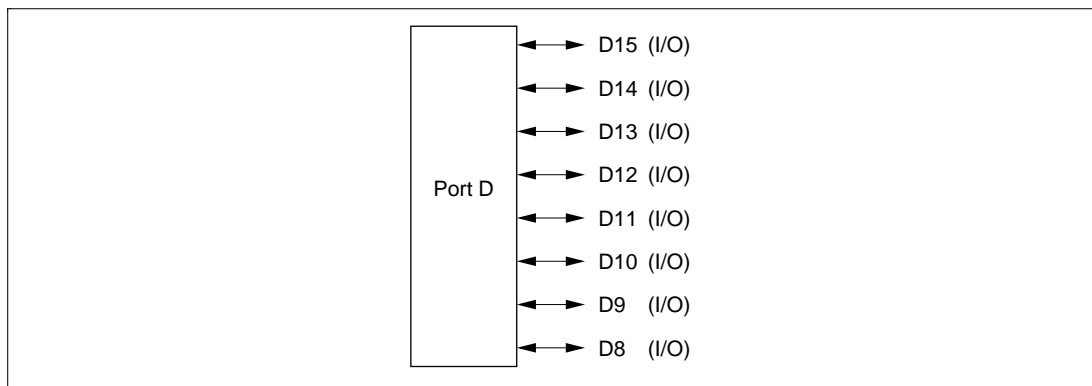 D15 (I/O)
D14 (I/O)
D13 (I/O)
D12 (I/O)
Port D
D11 (I/O)
D10 (I/O)
D9 (I/O)
D8 (I/O)